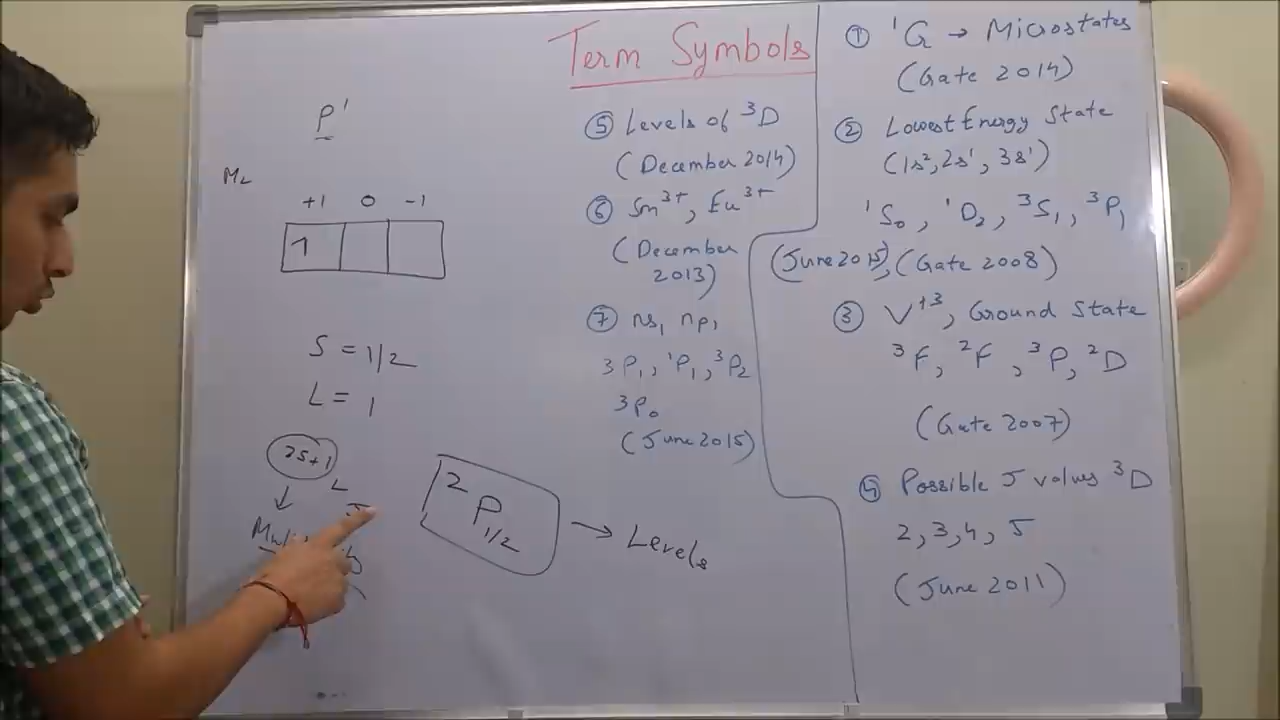 Term Symbols
P¹
M_L
+1 0 -1
1
S = 1/2
L = 1
2S+1
L
J
²P₁/₂ → Levels
⑤ Levels of ³D
(December 2014)
⑥ Sm³⁺, Eu³⁺
(December
2013)
⑦ ns, np,
³P₁, ¹P₁, ³P₂
³P₀
(June 2015)
① ¹G → Microstates
(Gate 2014)
② Lowest Energy State
(1s², 2s¹, 3s¹)
¹S₀, ¹D₂, ³S₁, ³P₁
(June 2015), (Gate 2008)
③ V⁺³, Ground State
³F, ²F, ³P, ²D
(Gate 2007)
④ Possible J values ³D
2, 3, 4, 5
(June 2011)